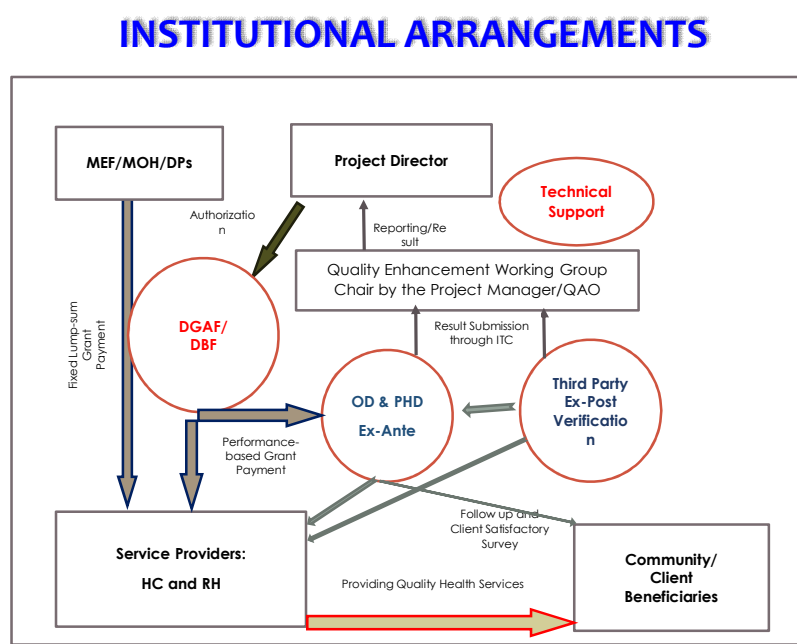 INSTITUTIONAL ARRANGEMENTS
MEF/MOH/DPs
Project Director
Technical
Support
Authorizatio
n
Reporting/Re
sult
Quality Enhancement Working Group
Chair by the Project Manager/QAO
Fixed Lump-sum
Grant
Payment
DGAF/
DBF
Result Submission
through ITC
OD & PHD
Ex-Ante
Third Party
Ex-Post
Verificatio
n
Performance-
based Grant
Payment
Follow up and
Client Satisfactory
Survey
Service Providers:
HC and RH
Providing Quality Health Services
Community/
Client
Beneficiaries